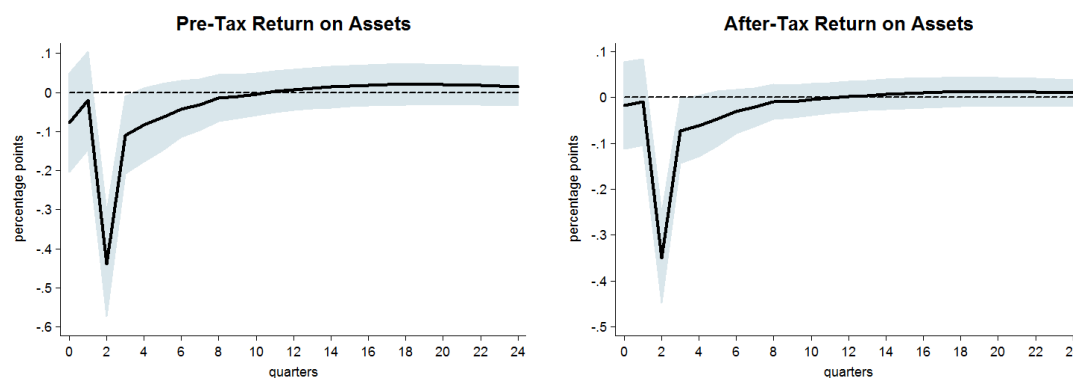 Pre-Tax Return on Assets
.1
0
-.1
-.2
-.3
-.4
-.5
-.6
percentage points
0 2 4 6 8 10 12 14 16 18 20 22 24
quarters
After-Tax Return on Assets
.1
0
-.1
-.2
-.3
-.4
-.5
percentage points
0 2 4 6 8 10 12 14 16 18 20 22
quarters